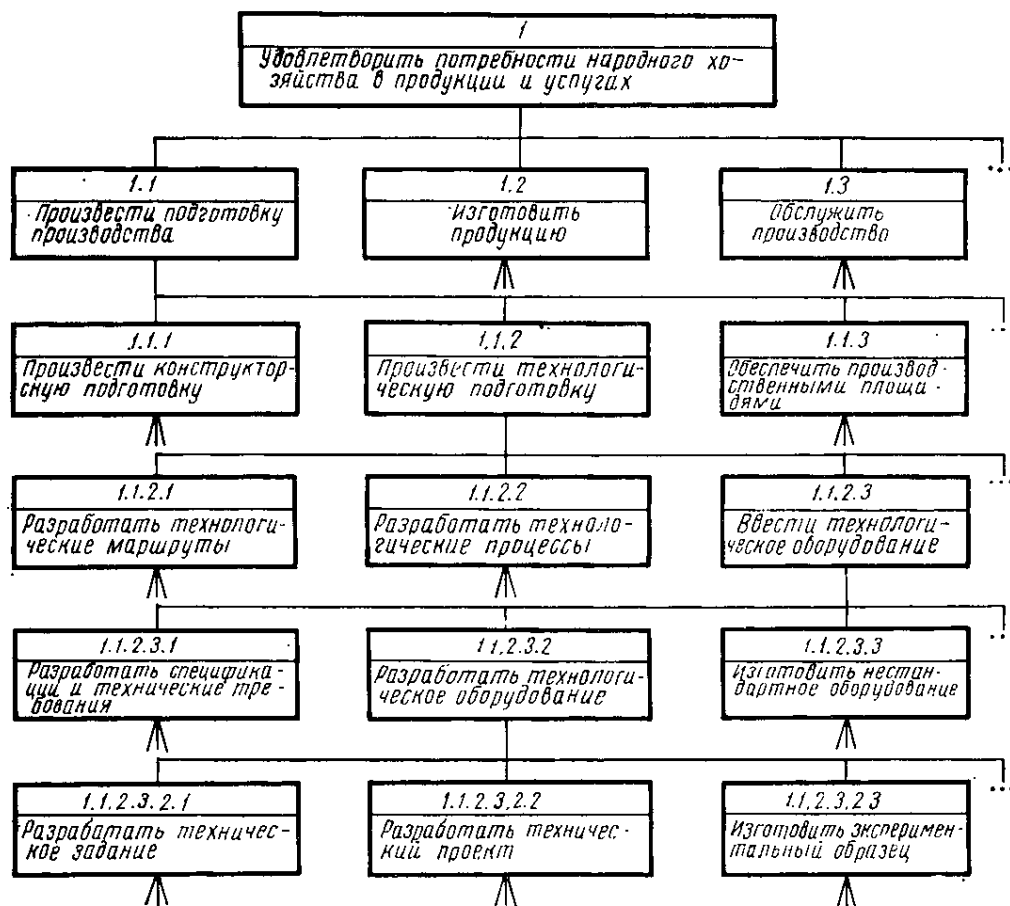 1
Удовлетворить потребности народного хо-
зяйства в продукции и услугах
...
1.1
Произвести подготовку
производства
1.2
Изготовить
продукцию
1.3
Обслужить
производство
...
1.1.1
Произвести конструктор-
скую подготовку
1.1.2
Произвести технологи-
ческую подготовку
1.1.3
Обеспечить производ-
ственными площа-
дями
...
1.1.2.1
Разработать технологи-
ческие маршруты
1.1.2.2
Разработать техноло-
гические процессы
1.1.2.3
Ввести технологи-
ческое оборудование
...
1.1.2.3.1
Разработать специфика-
ции и технические тре-
бования
1.1.2.3.2
Разработать технологи-
ческое оборудование
1.1.2.3.3
Изготовить нестан-
дартное оборудование
...
1.1.2.3.2.1
Разработать техничес-
кое задание
1.1.2.3.2.2
Разработать техничес-
кий проект
1.1.2.3.2.3
Изготовить эксперимен-
тальный образец